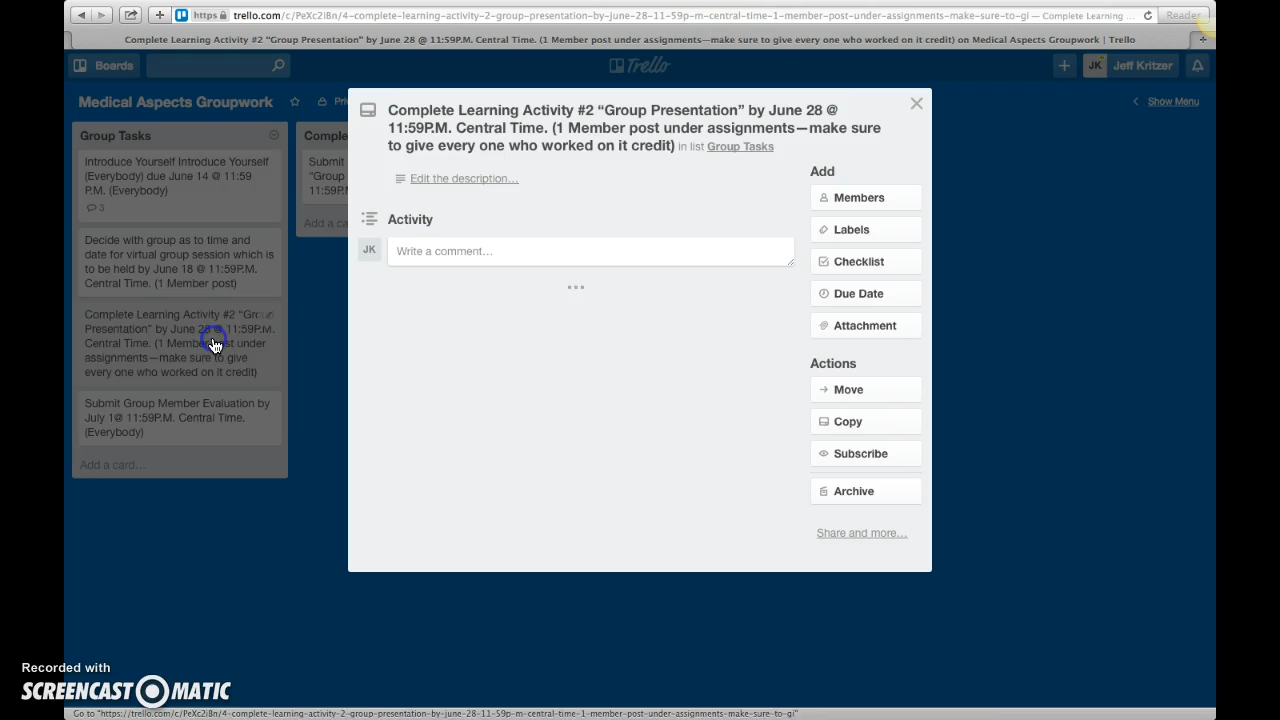 https trello.com/c/PeXc2iBn/4-complete-learning-activity-2-group-presentation-by-june-28-11-59p-m-central-time-1-member-post-under-assignments-make-sure-to-gi — Complete Learning ...
Reader
Complete Learning Activity #2 “Group Presentation” by June 28 @ 11:59P.M. Central Time. (1 Member post under assignments—make sure to give every one who worked on it credit) on Medical Aspects Groupwork | Trello
Boards
Trello
JK Jeff Kritzer
Medical Aspects Groupwork
Pri
Show Menu
Group Tasks
Introduce Yourself Introduce Yourself
(Everybody) due June 14 @ 11:59
P.M. (Everybody)
3
Decide with group as to time and
date for virtual group session which is
to be held by June 18 @ 11:59P.M.
Central Time. (1 Member post)
Complete Learning Activity #2 “Gro
Presentation” by June 28 @ 11:59P.M.
Central Time. (1 Member post under
assignments—make sure to give
every one who worked on it credit)
Submit Group Member Evaluation by
July 1@ 11:59P.M. Central Time.
(Everybody)
Add a card...
Comple
Submit
“Group
11:59P.
Add a ca
Complete Learning Activity #2 “Group Presentation” by June 28 @
11:59P.M. Central Time. (1 Member post under assignments—make sure
to give every one who worked on it credit) in list Group Tasks
Edit the description...
Activity
JK
Write a comment...
Add
Members
Labels
Checklist
Due Date
Attachment
Actions
Move
Copy
Subscribe
Archive
Share and more...
Recorded with
SCREENCAST MATIC
Go to "https://trello.com/c/PeXc2iBn/4-complete-learning-activity-2-group-presentation-by-june-28-11-59p-m-central-time-1-member-post-under-assignments-make-sure-to-gi"